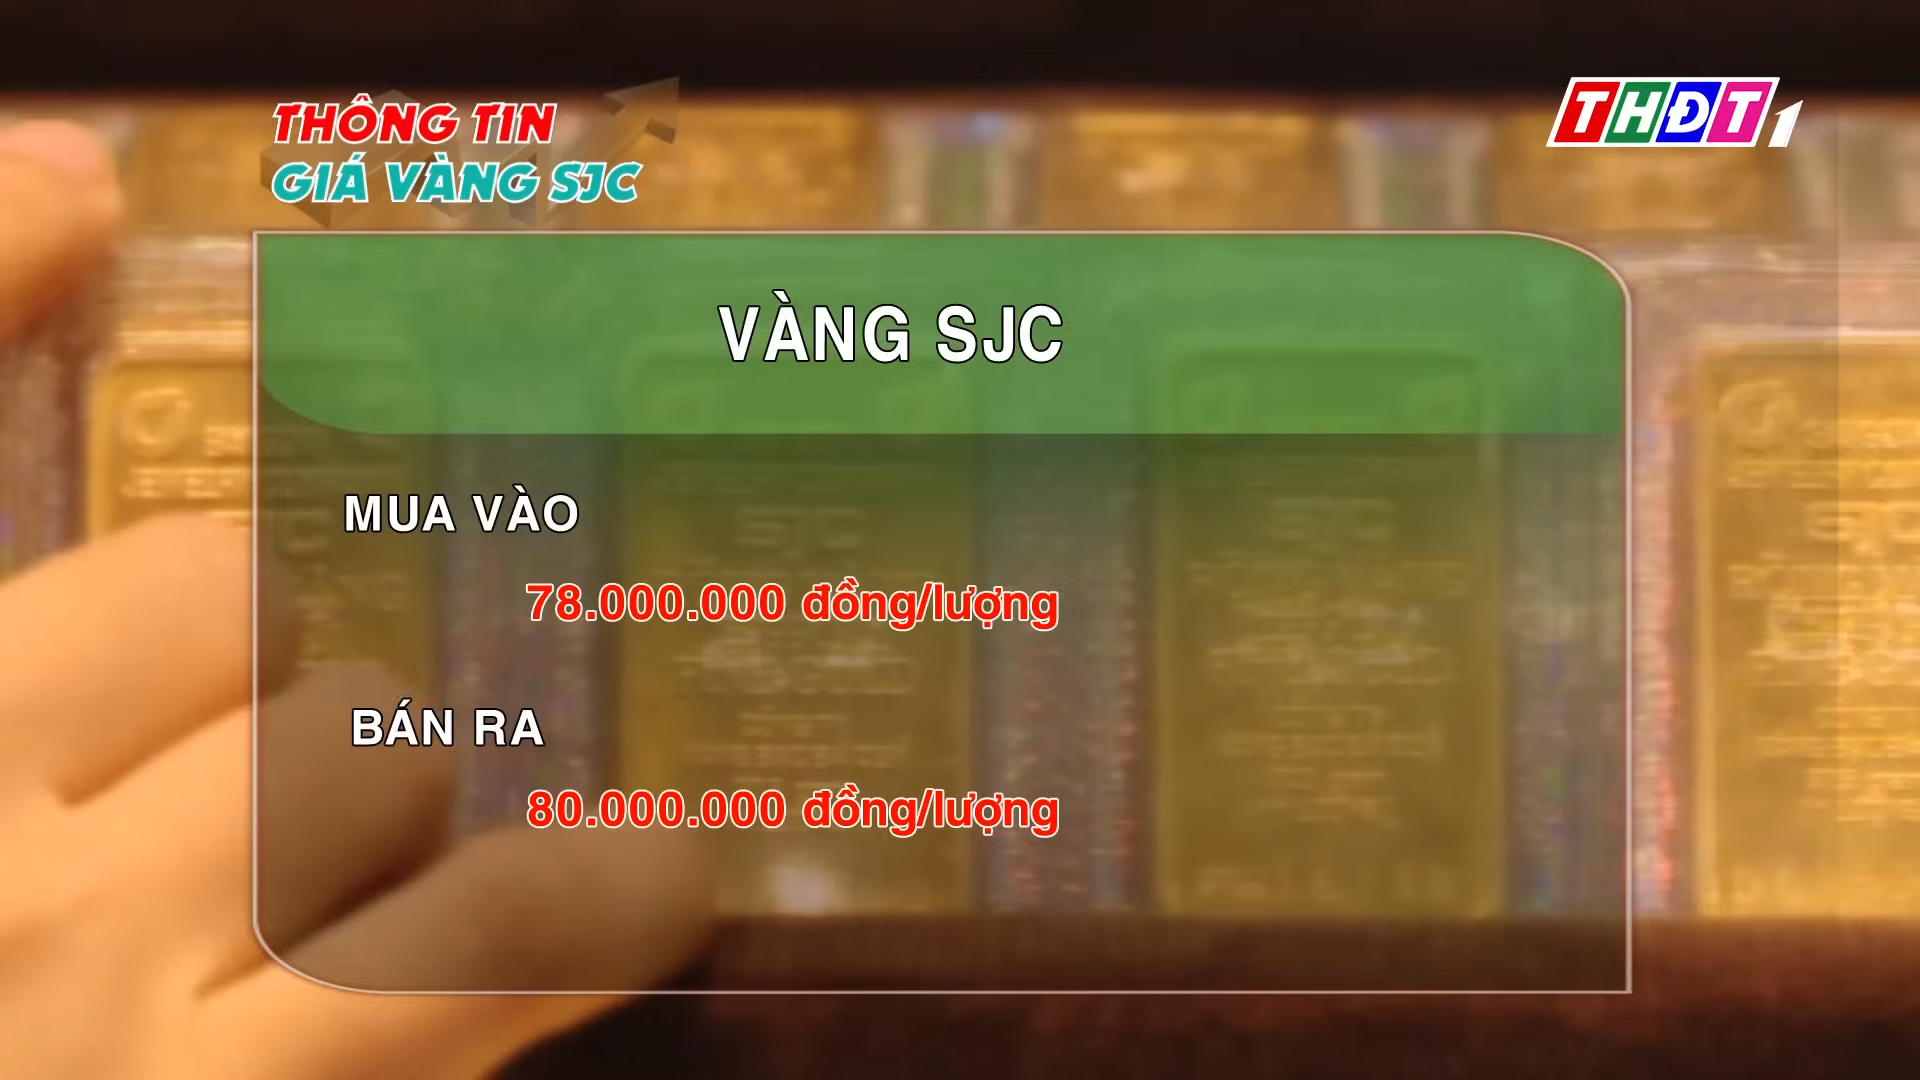 THÔNG TIN
GIÁ VÀNG SJC
THĐT1
VÀNG SJC
MUA VÀO
78.000.000 đồng/lượng
BÁN RA
80.000.000 đồng/lượng